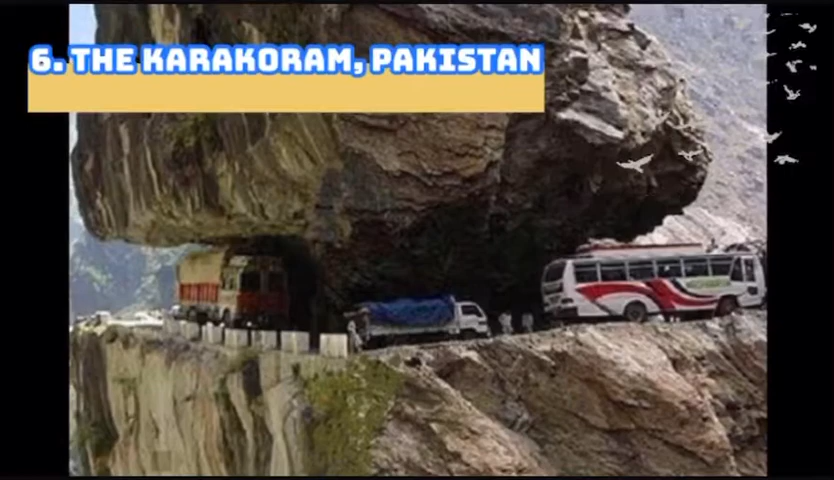 6. THE KARAKORAM, PAKISTAN